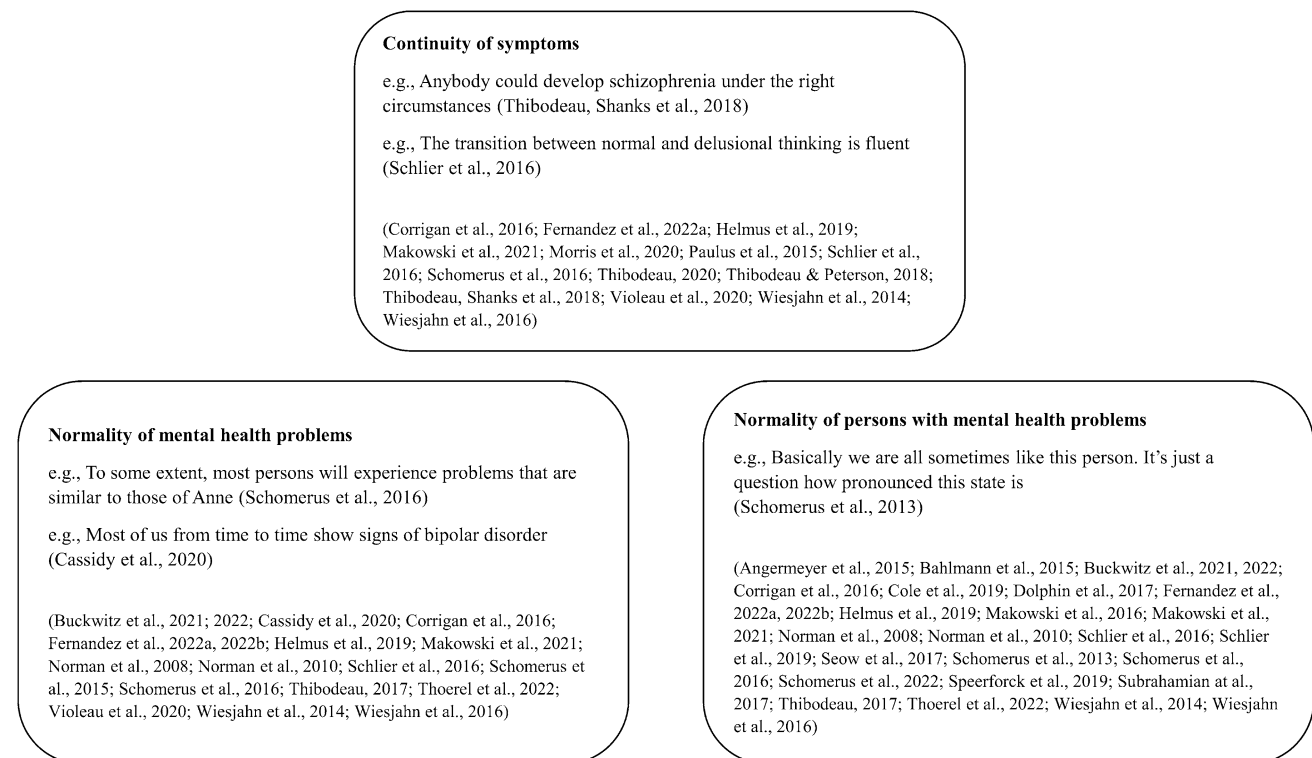 Continuity of symptoms
e.g., Anybody could develop schizophrenia under the right
circumstances (Thibodeau, Shanks et al., 2018)
e.g., The transition between normal and delusional thinking is fluent
(Schlier et al., 2016)
(Corrigan et al., 2016; Fernandez et al., 2022a; Helmus et al., 2019;
Makowski et al., 2021; Morris et al., 2020; Paulus et al., 2015; Schlier et al.,
2016; Schomerus et al., 2016; Thibodeau, 2020; Thibodeau & Peterson, 2018;
Thibodeau, Shanks et al., 2018; Violeau et al., 2020; Wiesjahn et al., 2014;
Wiesjahn et al., 2016)
Normality of mental health problems
e.g., To some extent, most persons will experience problems that are
similar to those of Anne (Schomerus et al., 2016)
e.g., Most of us from time to time show signs of bipolar disorder
(Cassidy et al., 2020)
(Buckwitz et al., 2021; 2022; Cassidy et al., 2020; Corrigan et al., 2016;
Fernandez et al., 2022a, 2022b; Helmus et al., 2019; Makowski et al., 2021;
Norman et al., 2008; Norman et al., 2010; Schlier et al., 2016; Schomerus et
al., 2015; Schomerus et al., 2016; Thibodeau, 2017; Thoerel et al., 2022;
Violeau et al., 2020; Wiesjahn et al., 2014; Wiesjahn et al., 2016)
Normality of persons with mental health problems
e.g., Basically we are all sometimes like this person. It’s just a
question how pronounced this state is
(Schomerus et al., 2013)
(Angermeyer et al., 2015; Bahlmann et al., 2015; Buckwitz et al., 2021, 2022;
Corrigan et al., 2016; Cole et al., 2019; Dolphin et al., 2017; Fernandez et al.,
2022a, 2022b; Helmus et al., 2019; Makowski et al., 2016; Makowski et al.,
2021; Norman et al., 2008; Norman et al., 2010; Schlier et al., 2016; Schlier
et al., 2019; Seow et al., 2017; Schomerus et al., 2013; Schomerus et al.,
2016; Schomerus et al., 2022; Speerforck et al., 2019; Subrahamian at al.,
2017; Thibodeau, 2017; Thoerel et al., 2022; Wiesjahn et al., 2014; Wiesjahn
et al., 2016)